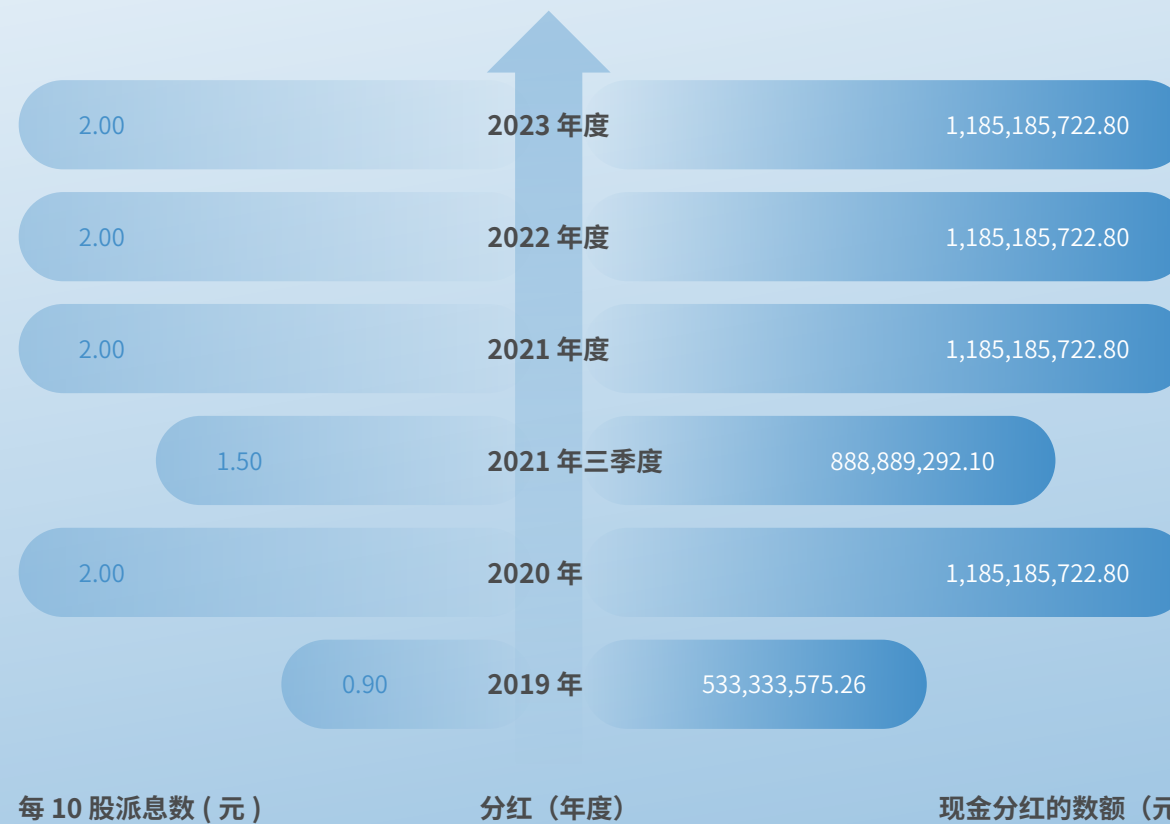 2.00 2023 年度 1,185,185,722.80
2.00 2022 年度 1,185,185,722.80
2.00 2021 年度 1,185,185,722.80
1.50 2021 年三季度 888,889,292.10
2.00 2020 年 1,185,185,722.80
0.90 2019 年 533,333,575.26
每 10 股派息数 ( 元 ) 分红（年度） 现金分红的数额（元